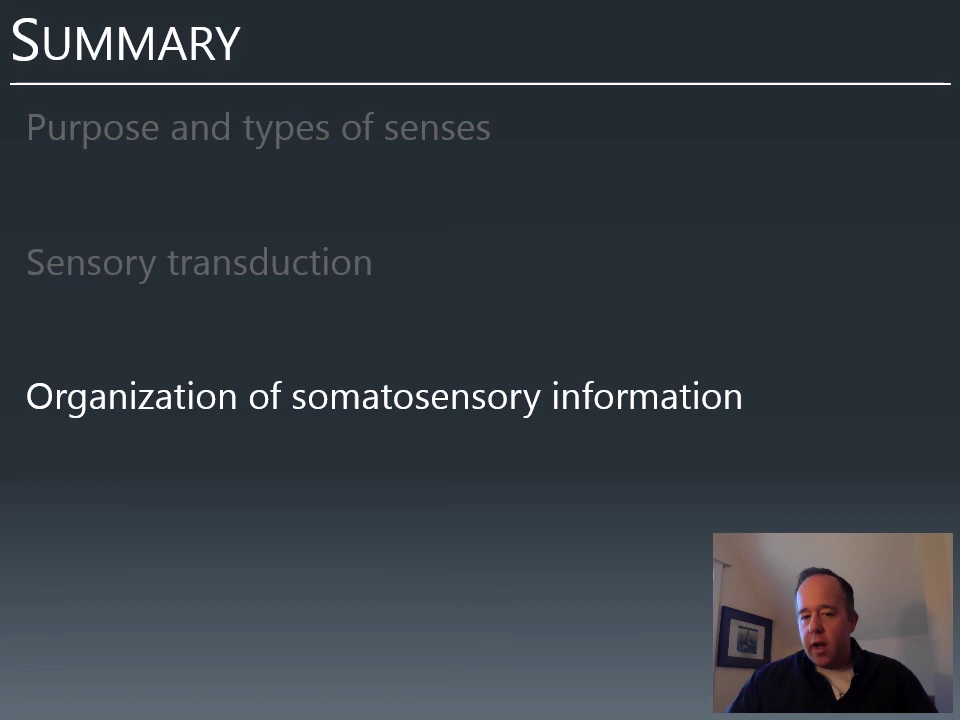 SUMMARY
Purpose and types of senses
Sensory transduction
Organization of somatosensory information